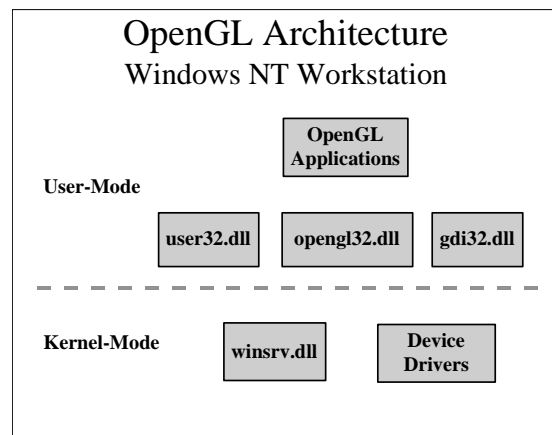 OpenGL Architecture
Windows NT Workstation
OpenGL
Applications
User-Mode
user32.dll
opengl32.dll
gdi32.dll
Kernel-Mode
winsrv.dll
Device
Drivers